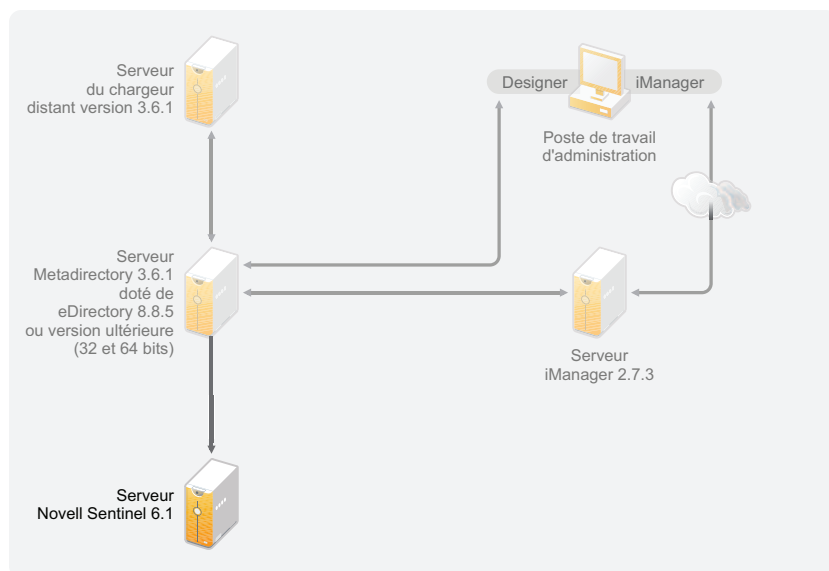 Serveur
du chargeur
distant version 3.6.1
Designer
iManager
Poste de travail
d'administration
Serveur
Metadirectory 3.6.1
doté de
eDirectory 8.8.5
ou version ultérieure
(32 et 64 bits)
Serveur
iManager 2.7.3
Serveur
Novell Sentinel 6.1